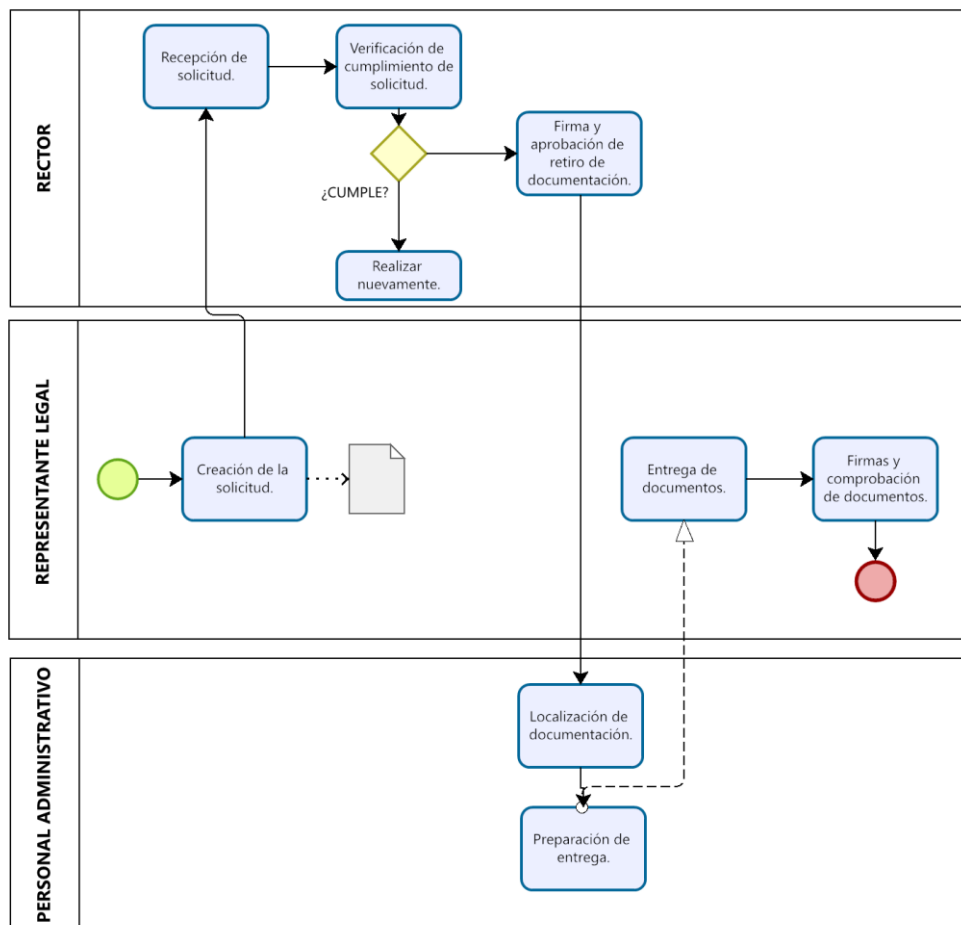 RECTOR
Recepción de
solicitud.
Verificación de
cumplimiento de
solicitud.
¿CUMPLE?
Firma y
aprobación de
retiro de
documentación.
Realizar
nuevamente.
REPRESENTANTE LEGAL
Creación de la
solicitud.
Entrega de
documentos.
Firmas y
comprobación
de documentos.
PERSONAL ADMINISTRATIVO
Localización de
documentación.
Preparación de
entrega.